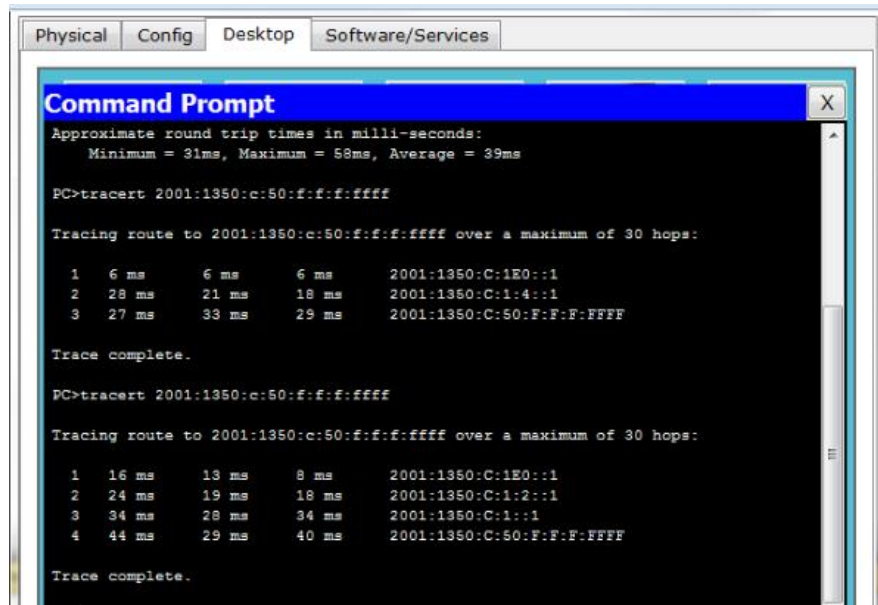 Physical Config Desktop Software/Services
Command Prompt X
Approximate round trip times in milli-seconds:
Minimum = 31ms, Maximum = 58ms, Average = 39ms
PC>tracert 2001:1350:c:50:f:f:f:ffff
Tracing route to 2001:1350:c:50:f:f:f:ffff over a maximum of 30 hops:
1 6 ms 6 ms 6 ms 2001:1350:C:1E0::1
2 28 ms 21 ms 18 ms 2001:1350:C:1:4::1
3 27 ms 33 ms 29 ms 2001:1350:C:50:F:F:F:FFFF
Trace complete.
PC>tracert 2001:1350:c:50:f:f:f:ffff
Tracing route to 2001:1350:c:50:f:f:f:ffff over a maximum of 30 hops:
1 16 ms 13 ms 8 ms 2001:1350:C:1E0::1
2 24 ms 19 ms 18 ms 2001:1350:C:1:2::1
3 34 ms 28 ms 34 ms 2001:1350:C:1::1
4 44 ms 29 ms 40 ms 2001:1350:C:50:F:F:F:FFFF
Trace complete.